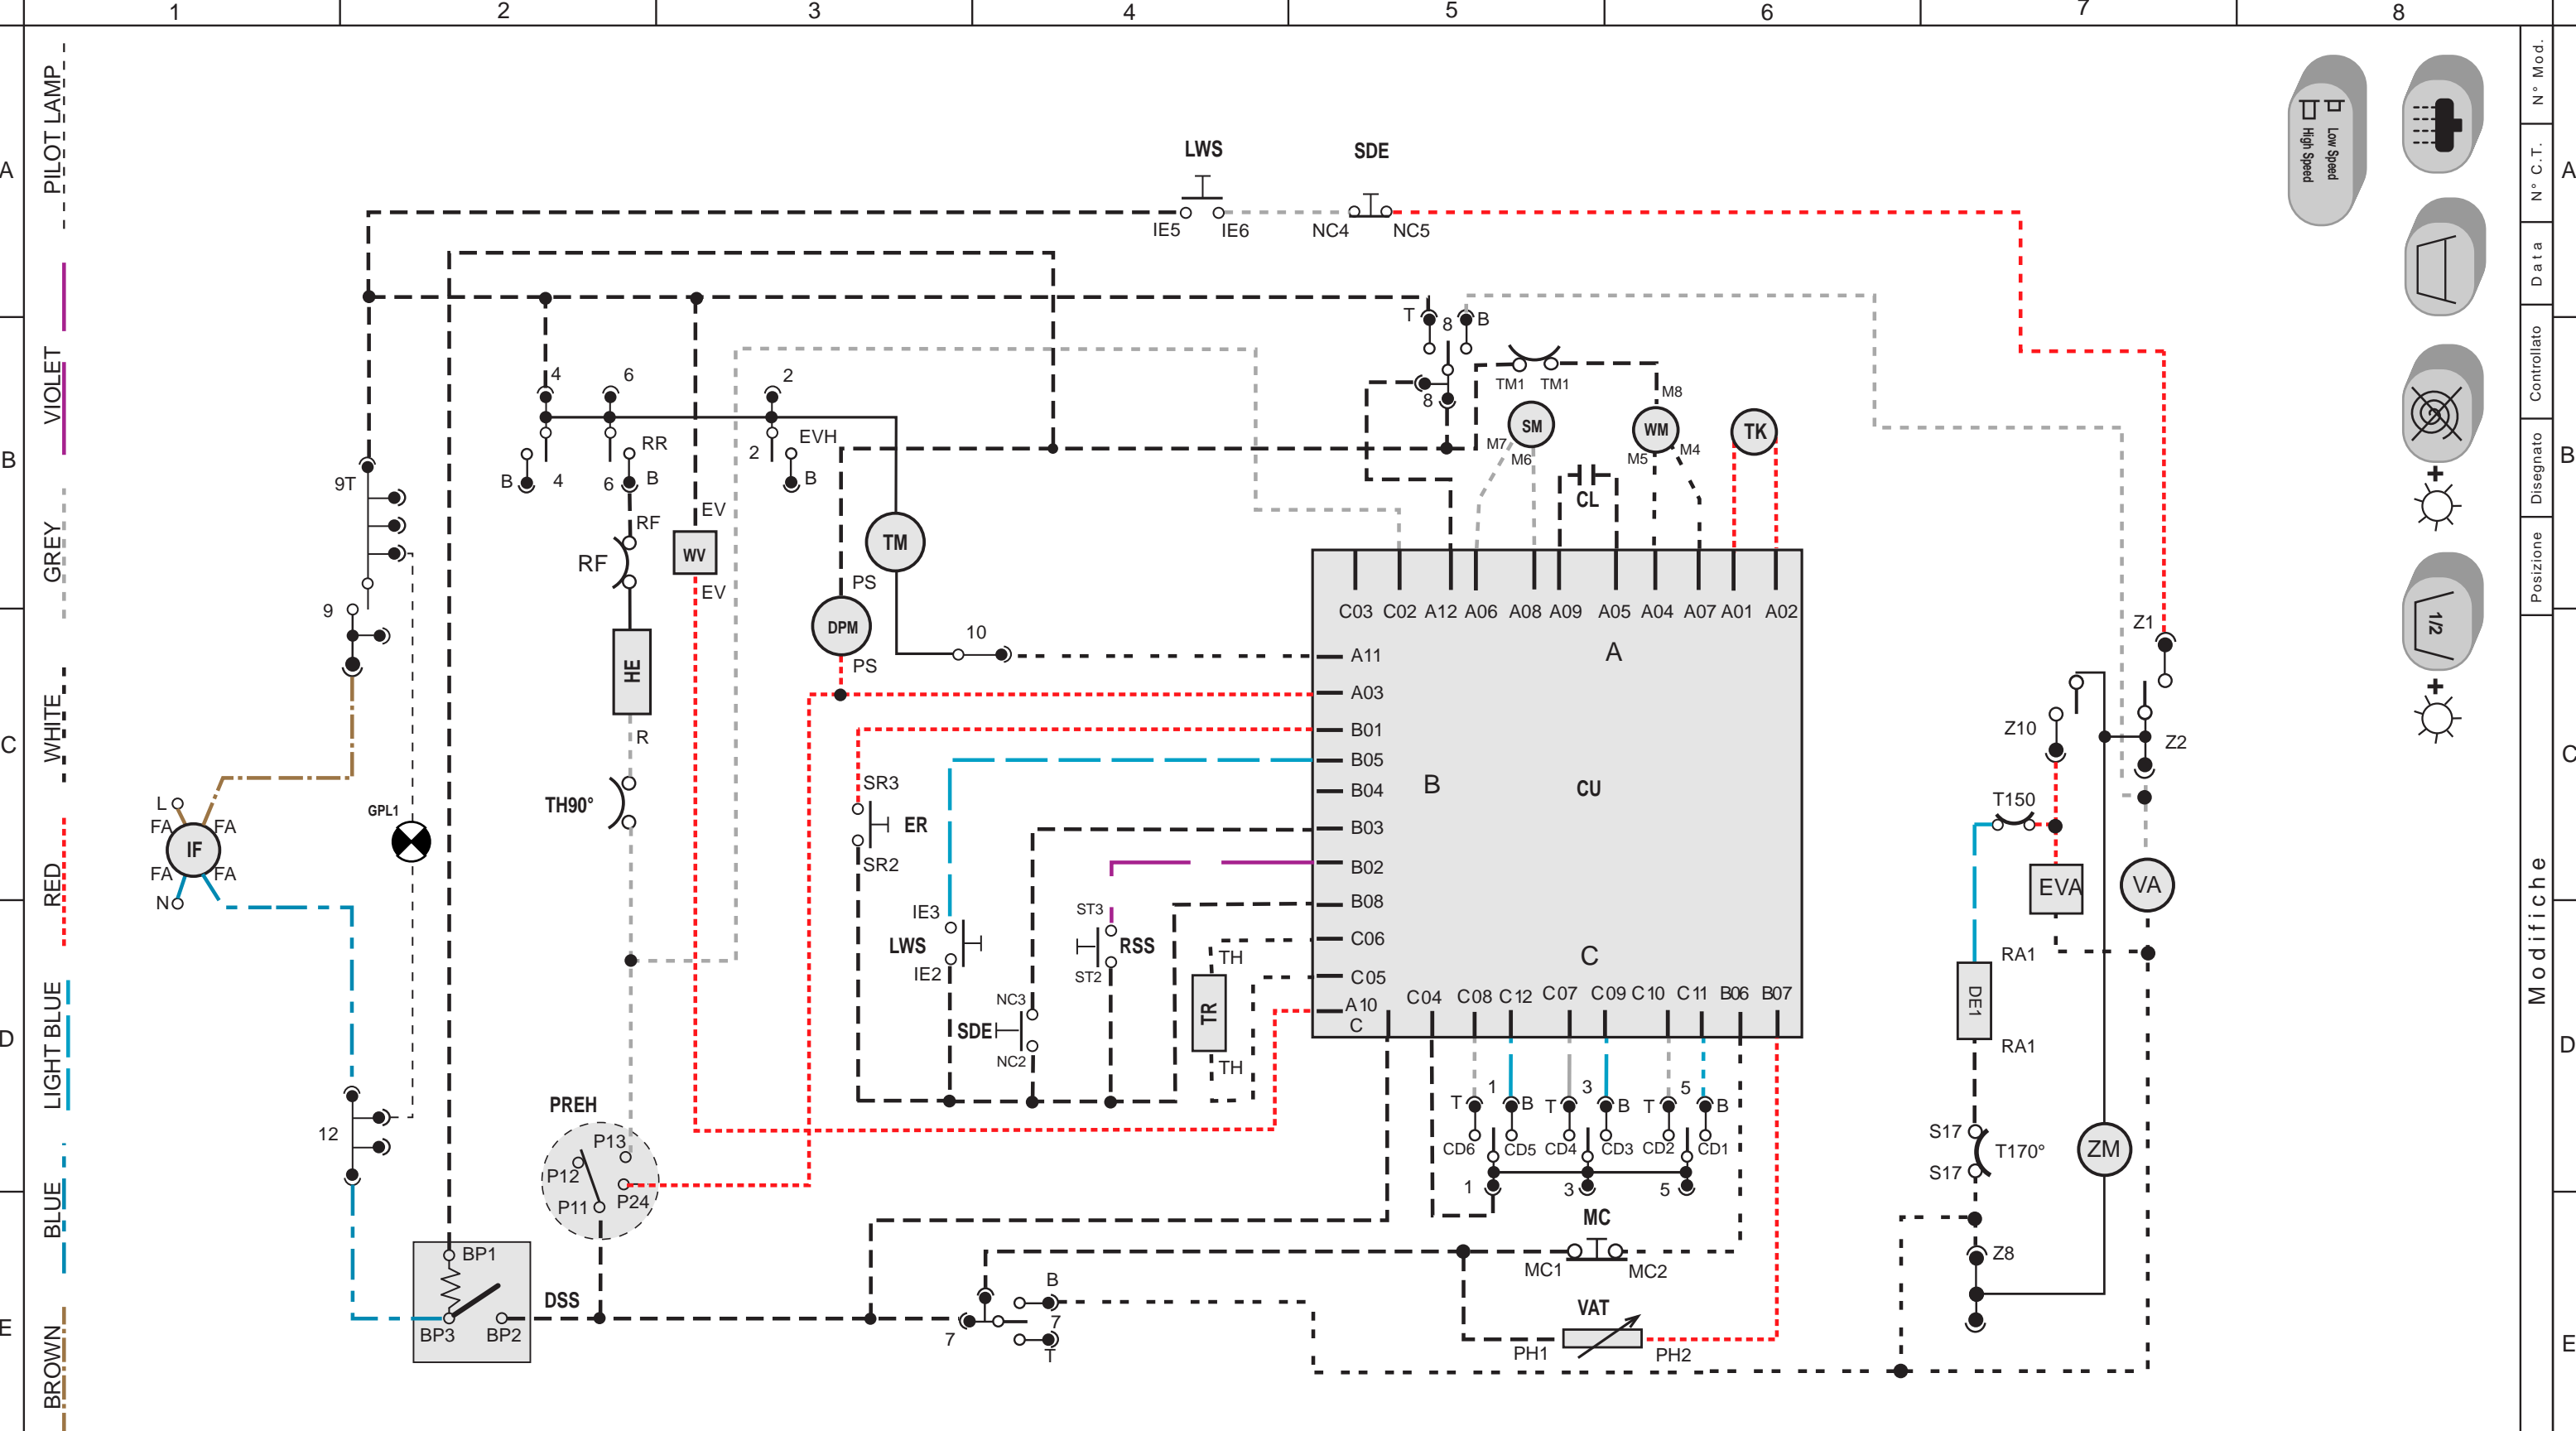 1 2 3 4 5 6 7 8
A
B
C
D
E
PILOT LAMP
VIOLET
GREY
WHITE
RED
LIGHT BLUE
BLUE
BROWN
LWS SDE
IE5 IE6 NC4 NC5
T 8 B
8
TM1 TM1
M8
4 6 2
RR EVH
B 4 6 B 2 B
SM WM TK
M7 M6 M5 M4
CL
9T
RF
RF
EV
WV
EV
TM
PS
DPM
PS
9
HE
R
10
C03 C02 A12 A06 A08 A09 A05 A04 A07 A01 A02
A11
A03
B01
B05
B04
B03
B02
B08
C06
C05
A10
C
A
B
CU
C
C04 C08 C12 C07 C09 C10 C11 B06 B07
L
FA FA
IF
FA FA
N
GPL1
TH90°
SR3
ER
SR2
IE3
LWS
IE2
NC3
SDE
NC2
ST3
RSS
ST2
TH
TR
TH
12
PREH
P13
P12
P11 P24
BP1
BP3 BP2
DSS
T 1 B T 3 B T 5 B
CD6 CD5 CD4 CD3 CD2 CD1
1 3 5
MC
MC1 MC2
VAT
PH1 PH2
B
7 7
T
Z1
Z10 Z2
T150
EVA VA
RA1
DE1
RA1
S17
T170°
S17
ZM
Z8
Low Speed
High Speed
+
1/2
+
N° Mod.
N° C.T.
Data
Controllato
Disegnato
Posizione
Modifiche
A
B
C
D
E